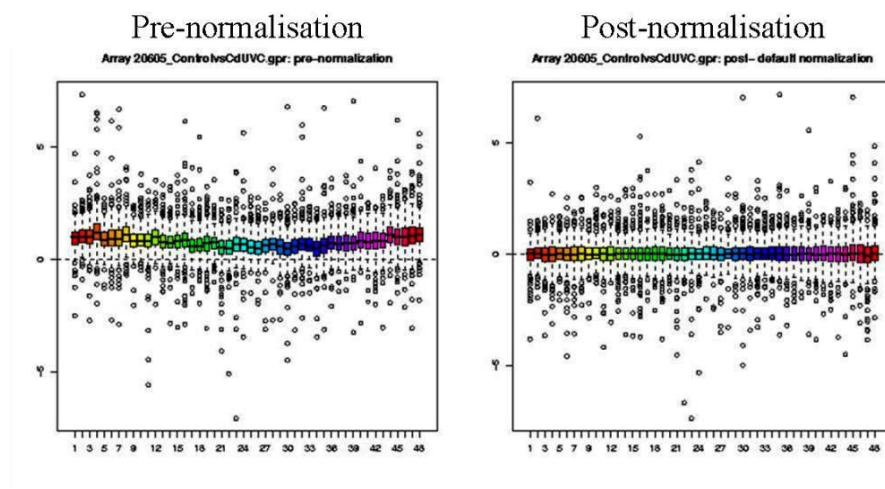 Pre-normalisation
Array 20605_ControlvsCdUVC.gpr: pre-normalization
5
0
-5
1 3 5 7 9 12 15 18 21 24 27 30 33 36 39 42 45 48
Post-normalisation
Array 20605_ControlvsCdUVC.gpr: post- default normalization
5
0
-5
1 3 5 7 9 12 15 18 21 24 27 30 33 36 39 42 45 48